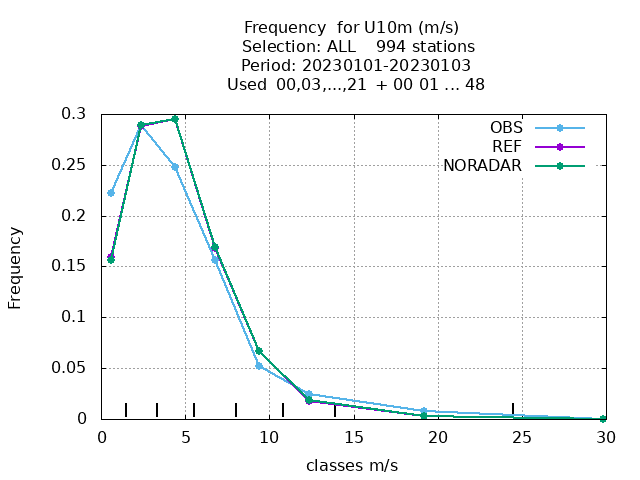 Frequency  for U10m (m/s)
Selection: ALL    994 stations
Period: 20230101-20230103
Used  00,03,...,21  + 00 01 ... 48
0.3
0.25
0.2
0.15
0.1
0.05
0
Frequency
OBS
REF
NORADAR
0 5 10 15 20 25 30
classes m/s